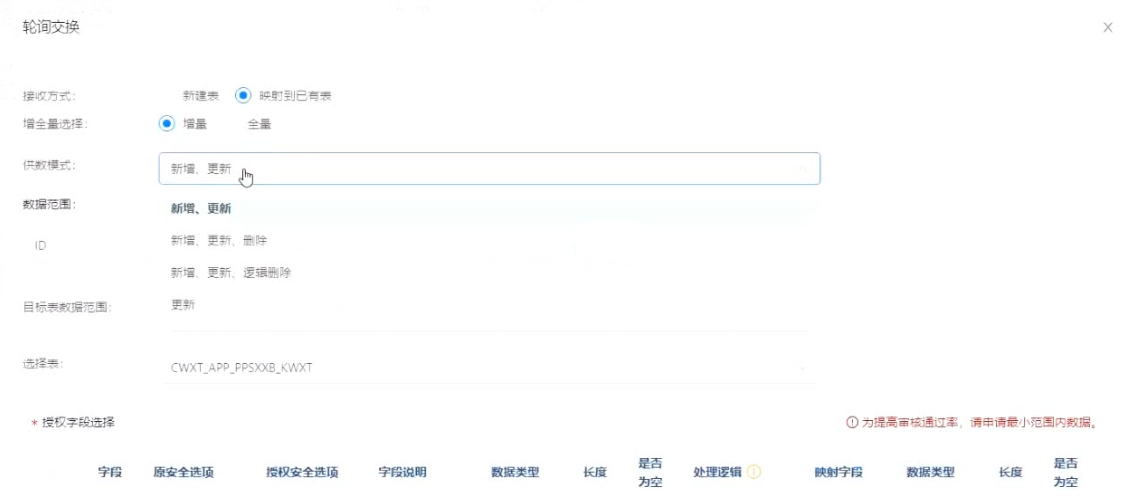 轮询交换
接收方式： 新建表 映射到已有表
增全量选择： 增量 全量
供数模式： 新增、更新
数据范围： 新增、更新
ID 新增、更新、删除
新增、更新、逻辑删除
目标表数据范围： 更新
选择表： CWXT_APP_PPSXXB_KWXT
* 授权字段选择 为提高审核通过率，请申请最小范围内数据。
字段 原安全选项 授权安全选项 字段说明 数据类型 长度 是否为空 处理逻辑 映射字段 数据类型 长度 是否为空